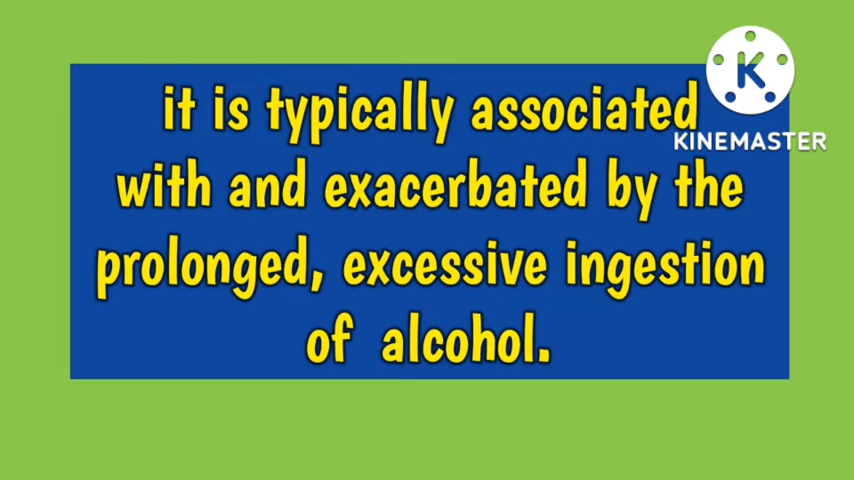 it is typically associated
with and exacerbated by the
prolonged, excessive ingestion
of alcohol.
K
KINEMASTER